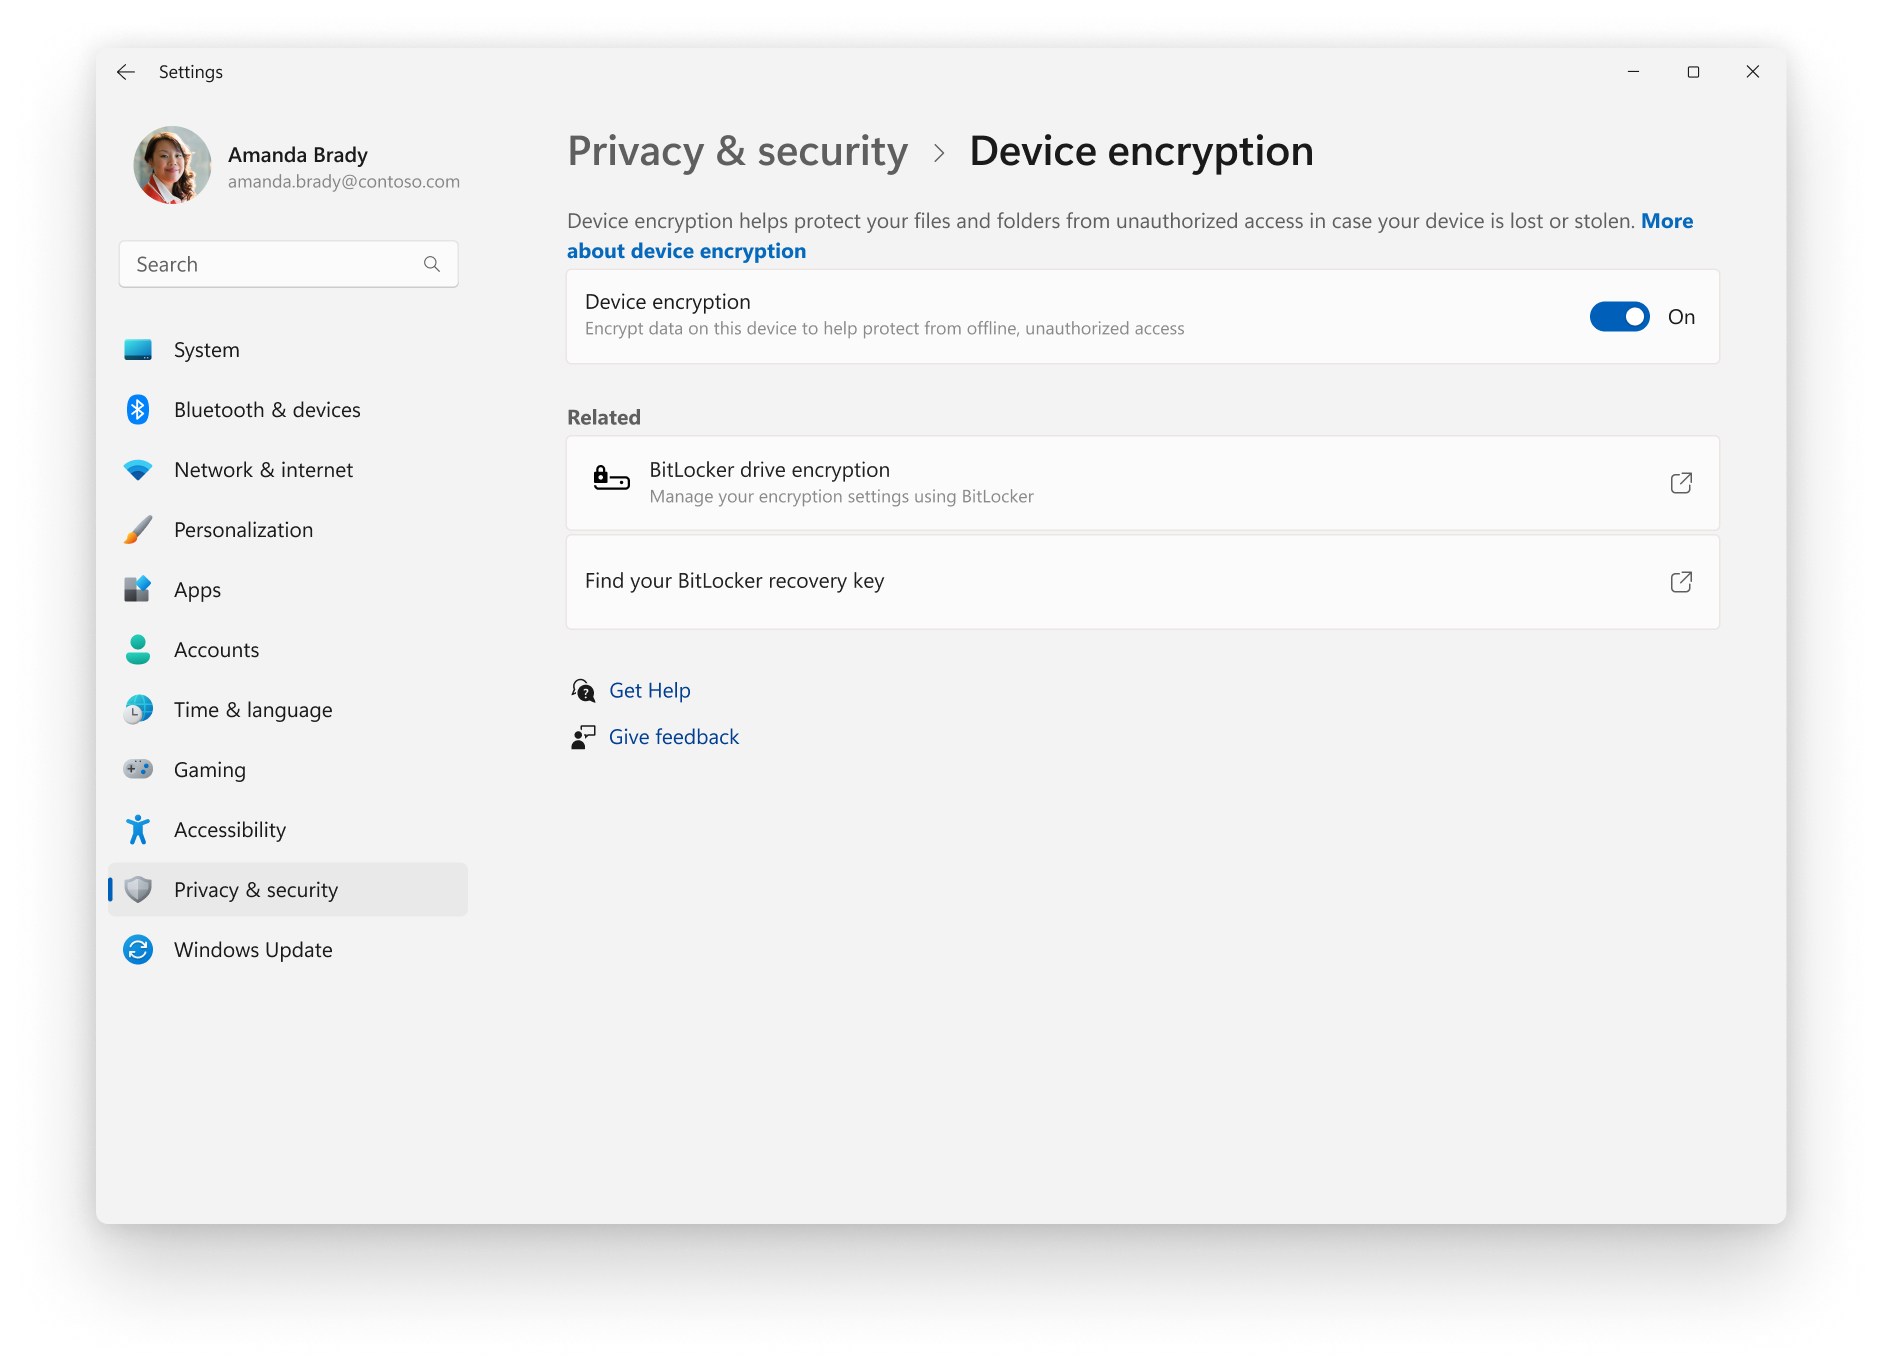 Settings
Amanda Brady
amanda.brady@contoso.com
Search
System
Bluetooth & devices
Network & internet
Personalization
Apps
Accounts
Time & language
Gaming
Accessibility
Privacy & security
Windows Update
Privacy & security > Device encryption
Device encryption helps protect your files and folders from unauthorized access in case your device is lost or stolen. More
about device encryption
Device encryption
Encrypt data on this device to help protect from offline, unauthorized access
On
Related
BitLocker drive encryption
Manage your encryption settings using BitLocker
Find your BitLocker recovery key
Get Help
Give feedback